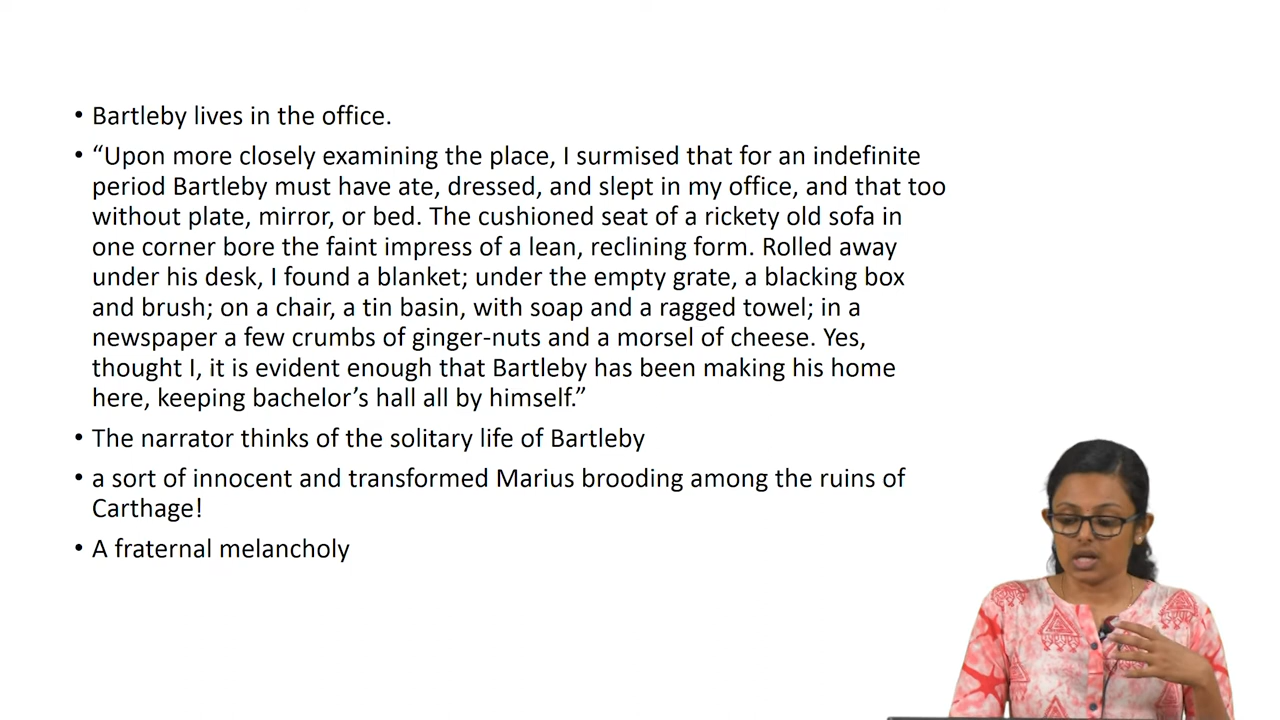 • Bartleby lives in the office.
• “Upon more closely examining the place, I surmised that for an indefinite
period Bartleby must have ate, dressed, and slept in my office, and that too
without plate, mirror, or bed. The cushioned seat of a rickety old sofa in
one corner bore the faint impress of a lean, reclining form. Rolled away
under his desk, I found a blanket; under the empty grate, a blacking box
and brush; on a chair, a tin basin, with soap and a ragged towel; in a
newspaper a few crumbs of ginger-nuts and a morsel of cheese. Yes,
thought I, it is evident enough that Bartleby has been making his home
here, keeping bachelor’s hall all by himself.”
• The narrator thinks of the solitary life of Bartleby
• a sort of innocent and transformed Marius brooding among the ruins of
Carthage!
• A fraternal melancholy